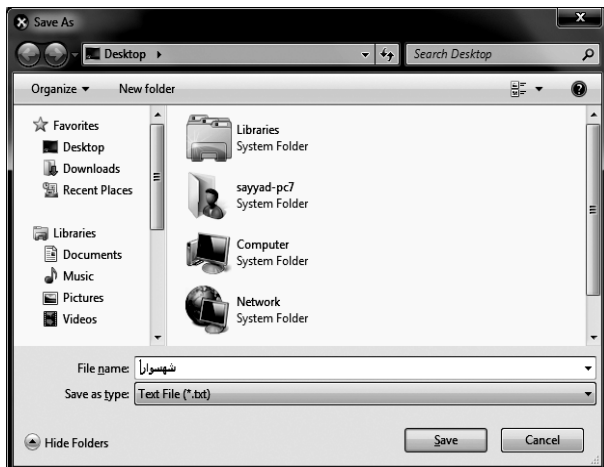 Save As
X
Desktop
Search Desktop
Organize
New folder
?
Favorites
Desktop
Downloads
Recent Places
Libraries
Documents
Music
Pictures
Videos
Libraries
System Folder
sayyad-pc7
System Folder
Computer
System Folder
Network
System Folder
File name: شهسوارا
Save as type: Text File (*.txt)
Hide Folders
Save
Cancel